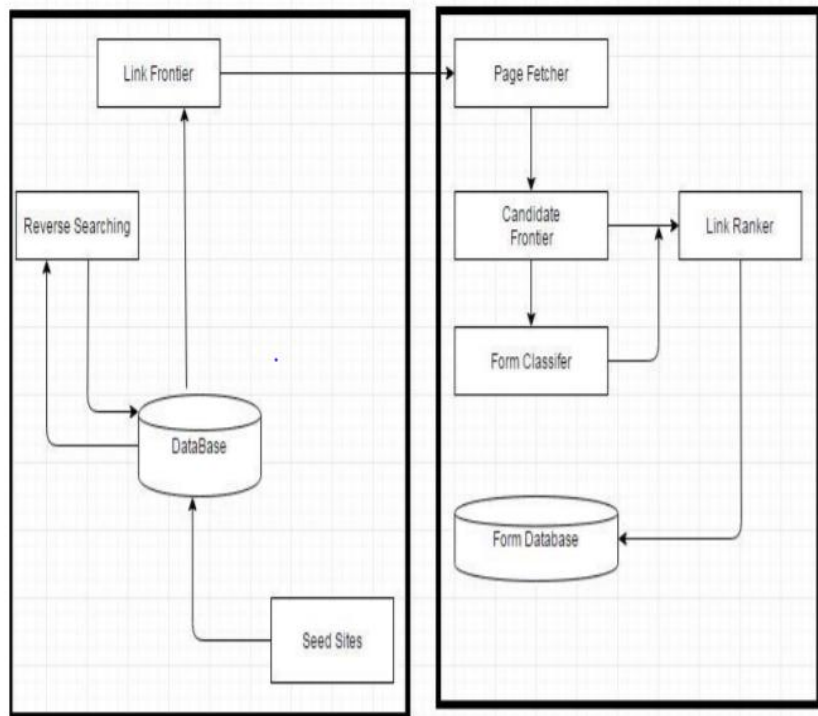 Link Frontier
Reverse Searching
DataBase
Seed Sites
Page Fetcher
Candidate
Frontier
Link Ranker
Form Classifer
Form Database